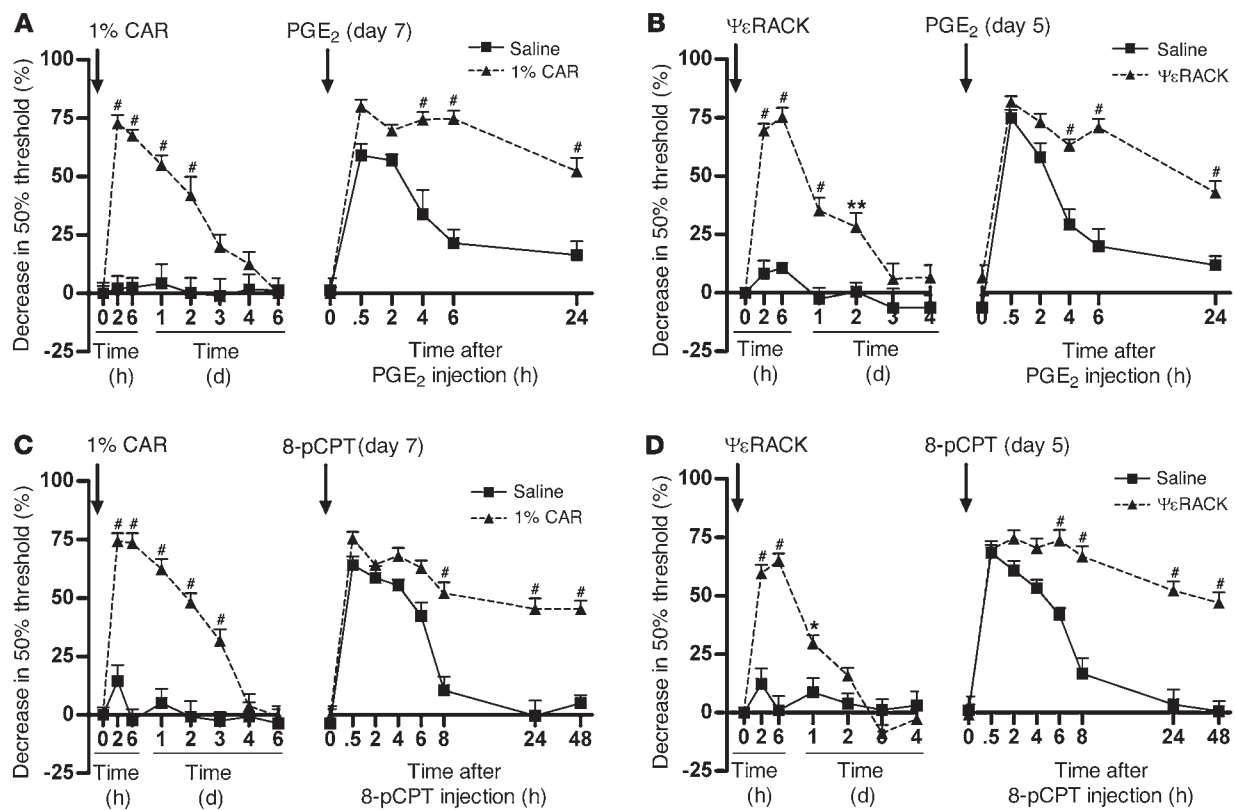 A
1% CAR
PGE₂ (day 7)
Saline
1% CAR
Decrease in 50% threshold (%)
100
75
50
25
0
-25
# # # #
# # #
0 2 6 1 2 3 4 6
0 .5 2 4 6 24
Time
(h)
Time
(d)
Time after
PGE₂ injection (h)
B
ΨεRACK
PGE₂ (day 5)
Saline
ΨεRACK
Decrease in 50% threshold (%)
100
75
50
25
0
-25
# # # **
# # #
0 2 6 1 2 3 4
0 .5 2 4 6 24
Time
(h)
Time
(d)
Time after
PGE₂ injection (h)
C
1% CAR
8-pCPT (day 7)
Saline
1% CAR
Decrease in 50% threshold (%)
100
75
50
25
0
-25
# # # # #
# # #
0 2 6 1 2 3 4 6
0 .5 2 4 6 8 24 48
Time
(h)
Time
(d)
Time after
8-pCPT injection (h)
D
ΨεRACK
8-pCPT (day 5)
Saline
ΨεRACK
Decrease in 50% threshold (%)
100
75
50
25
0
-25
# # *
# # # #
0 2 6 1 2 3 4
0 .5 2 4 6 8 24 48
Time
(h)
Time
(d)
Time after
8-pCPT injection (h)